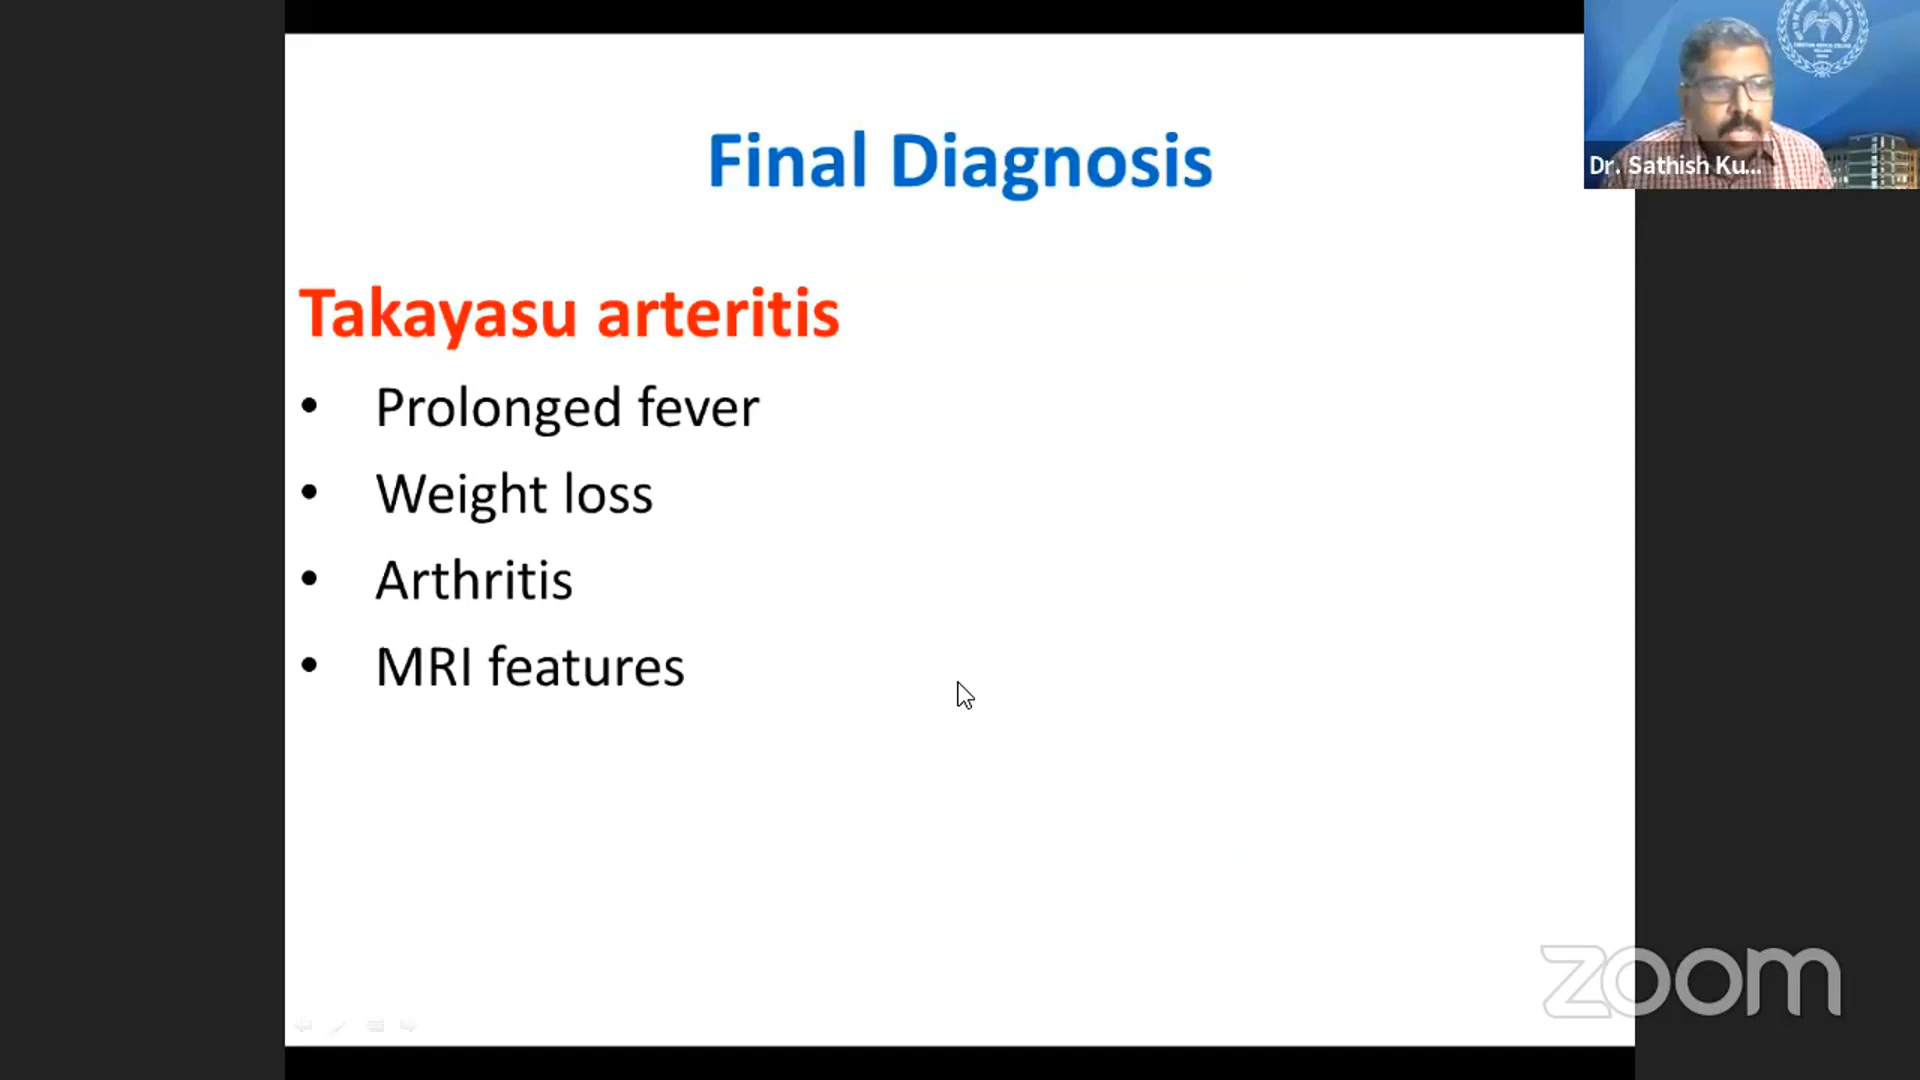 Final Diagnosis
Takayasu arteritis
• Prolonged fever
• Weight loss
• Arthritis
• MRI features
Dr. Sathish Ku...
zoom